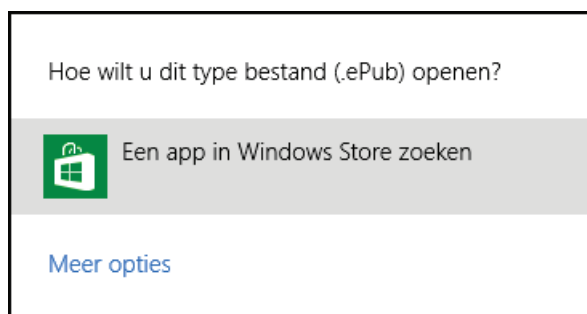 Hoe wilt u dit type bestand (.ePub) openen?
Een app in Windows Store zoeken
Meer opties